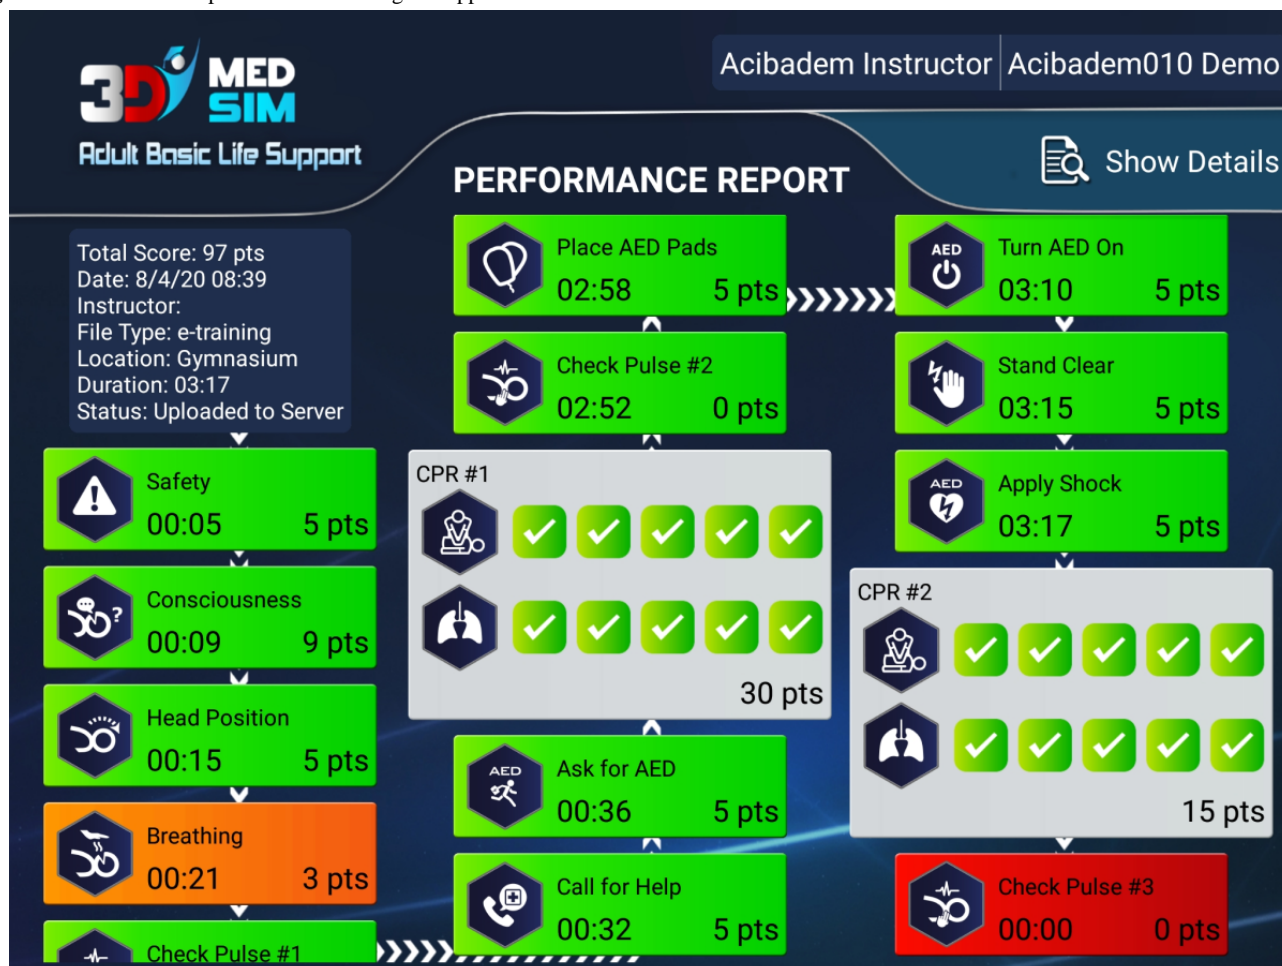 3D MED
SIM
Adult Basic Life Support
Acibadem Instructor
Acibadem010 Demo
Show Details
PERFORMANCE REPORT
Total Score: 97 pts
Date: 8/4/20 08:39
Instructor:
File Type: e-training
Location: Gymnasium
Duration: 03:17
Status: Uploaded to Server
Safety
00:05 5 pts
Consciousness
00:09 9 pts
Head Position
00:15 5 pts
Breathing
00:21 3 pts
Check Pulse #1
Place AED Pads
02:58 5 pts
Check Pulse #2
02:52 0 pts
CPR #1
30 pts
AED
Ask for AED
00:36 5 pts
Call for Help
00:32 5 pts
AED
Turn AED On
03:10 5 pts
Stand Clear
03:15 5 pts
AED
Apply Shock
03:17 5 pts
CPR #2
15 pts
Check Pulse #3
00:00 0 pts